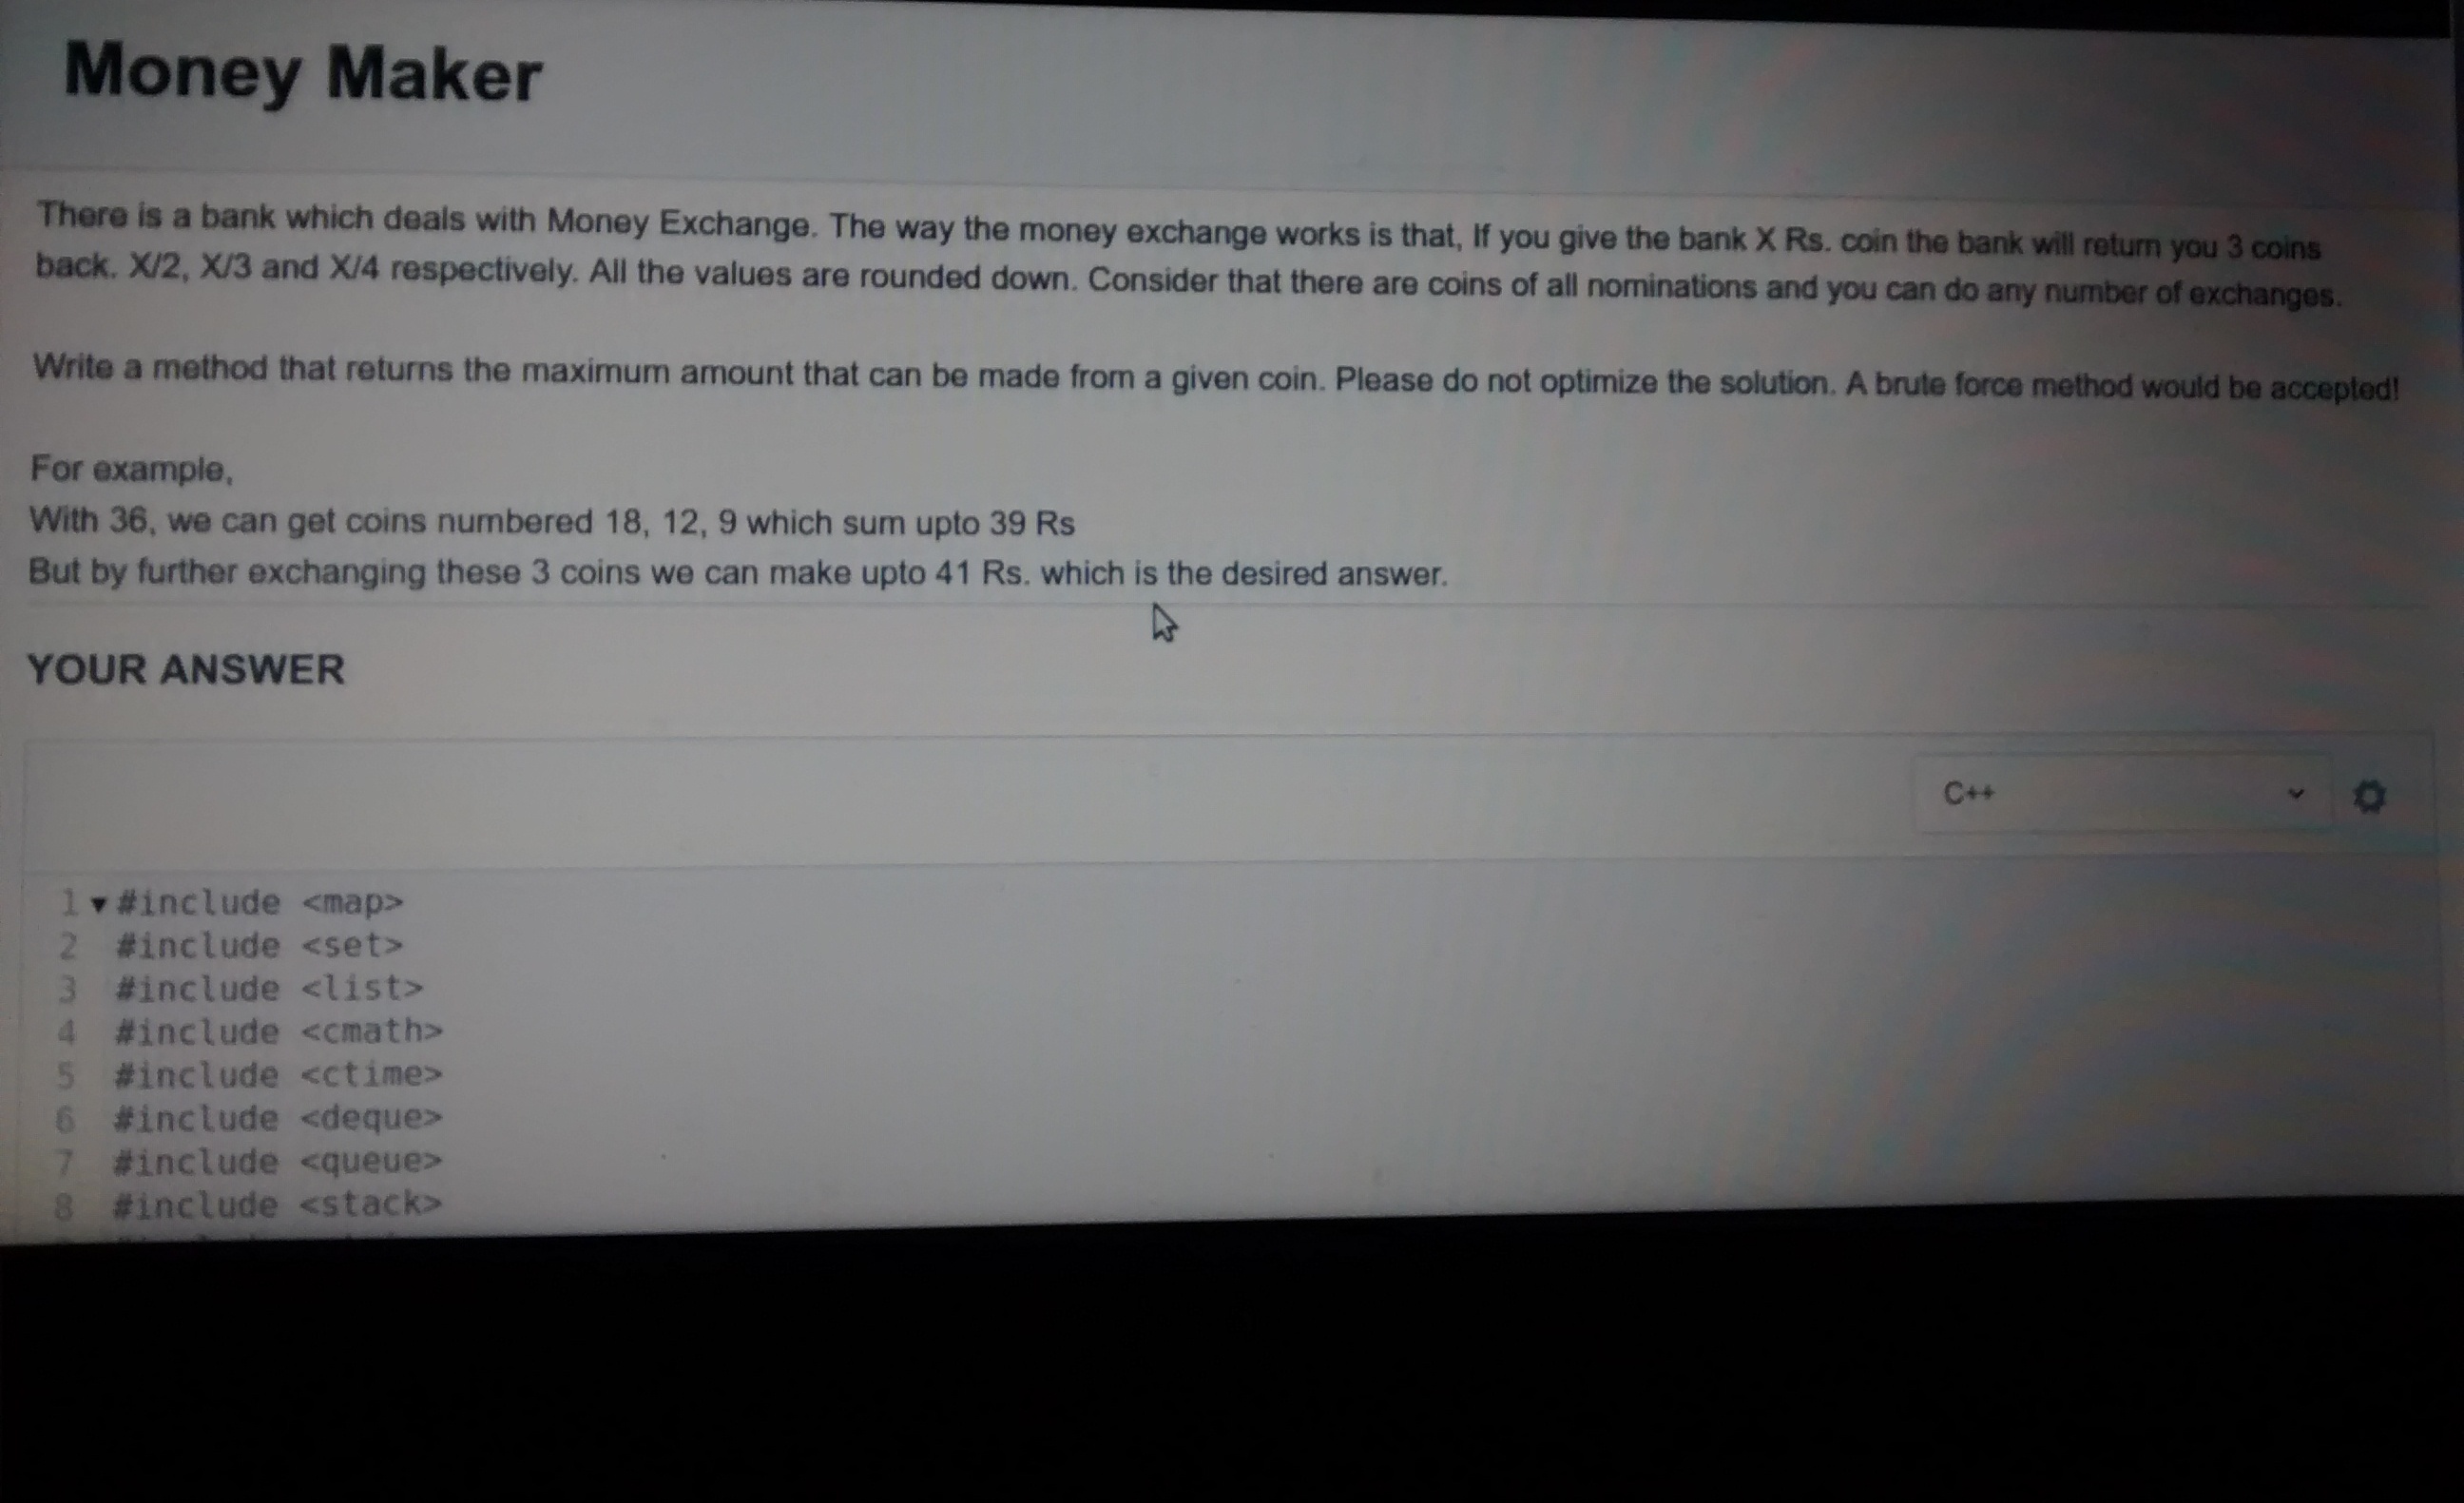 Money Maker
There is a bank which deals with Money Exchange. The way the money exchange works is that, If you give the bank X Rs. coin the bank will return you 3 coins
back. X/2, X/3 and X/4 respectively. All the values are rounded down. Consider that there are coins of all nominations and you can do any number of exchanges.
Write a method that returns the maximum amount that can be made from a given coin. Please do not optimize the solution. A brute force method would be accepted!
For example,
With 36, we can get coins numbered 18, 12, 9 which sum upto 39 Rs
But by further exchanging these 3 coins we can make upto 41 Rs. which is the desired answer.
YOUR ANSWER
C++
1 #include <map>
2 #include <set>
3 #include <list>
4 #include <cmath>
5 #include <ctime>
6 #include <deque>
7 #include <queue>
8 #include <stack>